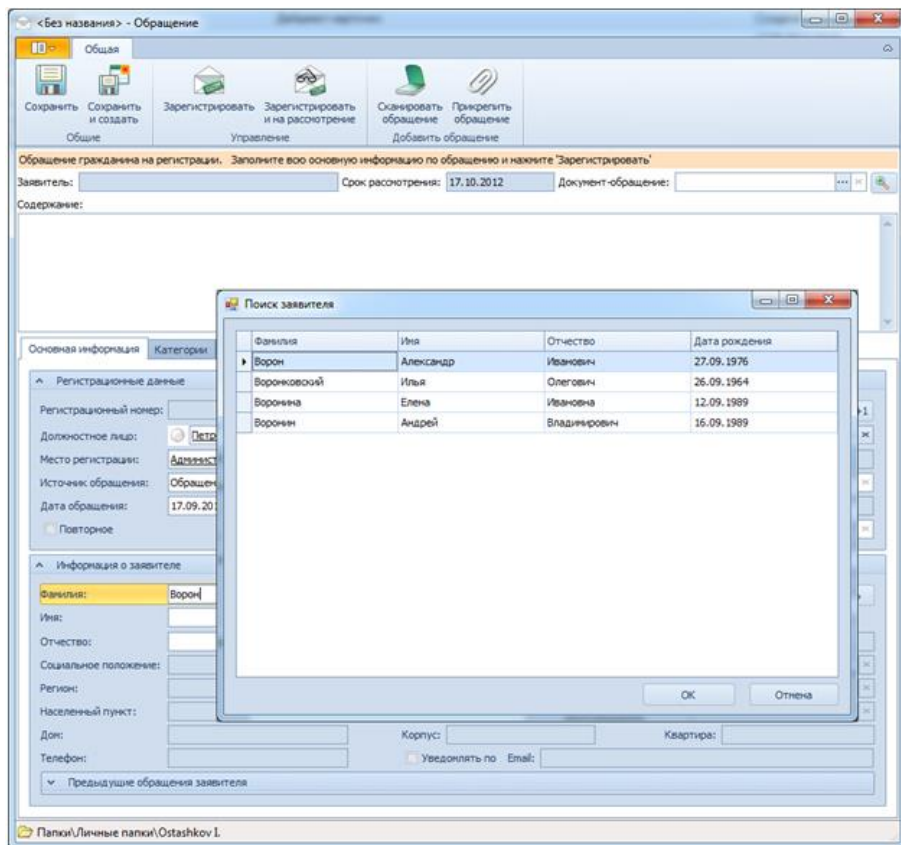 <Без названия> - Обращение
Общая
Сохранить Сохранить и создать Зарегистрировать Зарегистрировать и на рассмотрение Сканировать обращение Прикрепить обращение
Общие Управление Добавить обращение
Обращение гражданина на регистрации. Заполните всю основную информацию по обращению и нажмите 'Зарегистрировать'
Заявитель: Срок рассмотрения: 17.10.2012 Документ-обращение:
Содержание:
Поиск заявителя
Фамилия Имя Отчество Дата рождения
Ворон Александр Иванович 27.09.1976
Воронковский Илья Олегович 26.09.1964
Воронина Елена Ивановна 12.09.1989
Воронин Андрей Владимирович 16.09.1989
OK Отмена
Основная информация Категории
Регистрационные данные
Регистрационный номер: +1
Должностное лицо: Петр
Место регистрации: Админист
Источник обращения: Обращен
Дата обращения: 17.09.201
Повторное
Информация о заявителе
Фамилия: Ворон
Имя:
Отчество:
Социальное положение:
Регион:
Населенный пункт:
Дом: Корпус: Квартира:
Телефон: Уведомлять по Email:
Предыдущие обращения заявителя
Папки\Личные папки\Ostashkov I.